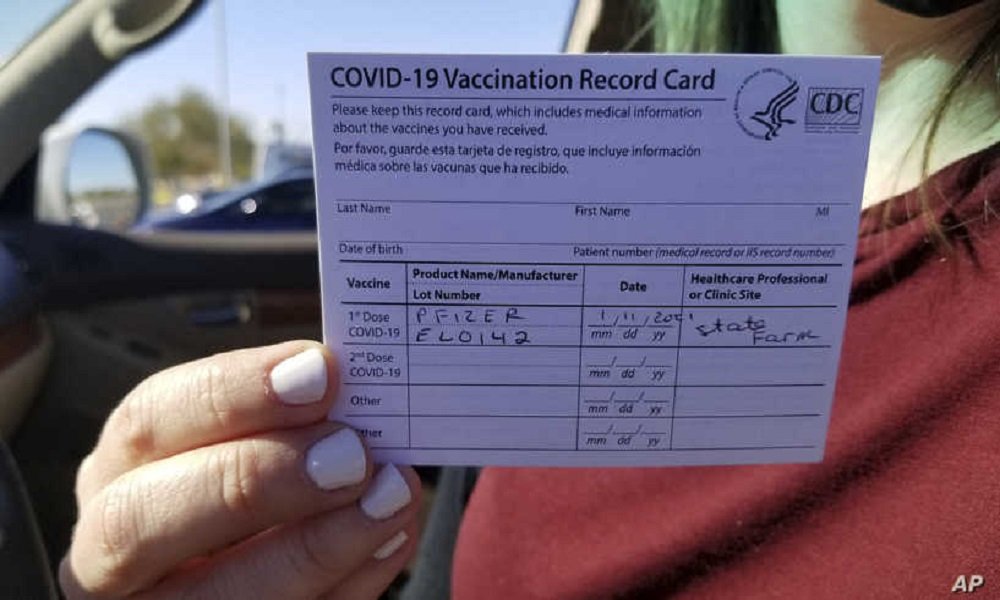 COVID-19 Vaccination Record Card
CDC
Please keep this record card, which includes medical information
about the vaccines you have received.
Por favor, guarde esta tarjeta de registro, que incluye información
médica sobre las vacunas que ha recibido.
Last Name First Name MI
Date of birth Patient number (medical record or IIS record number)
Vaccine
Product Name/Manufacturer
Lot Number
Date
Healthcare Professional
or Clinic Site
1st Dose
COVID-19
PFIZER
EL0142
1/11/2021
mm dd yy
State
Farm
2nd Dose
COVID-19
mm dd yy
Other
mm dd yy
mm dd yy
AP